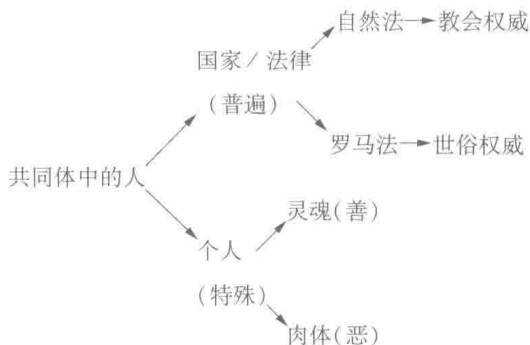 自然法→教会权威
国家/法律
(普遍)
罗马法→世俗权威
共同体中的人
灵魂(善)
个人
(特殊)
肉体(恶)